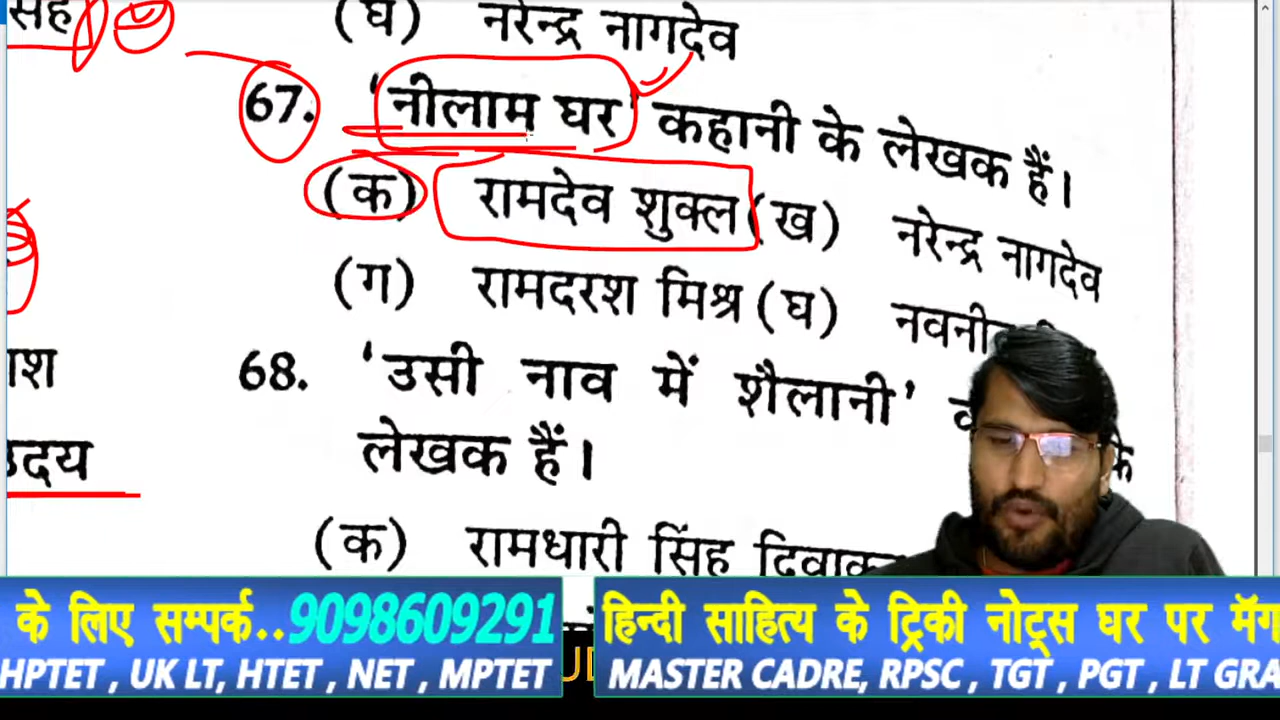 (घ) नरेन्द्र नागदेव
67. 'नीलाम घर' कहानी के लेखक हैं।
(क) रामदेव शुक्ल (ख) नरेन्द्र नागदेव
(ग) रामदरश मिश्र (घ)
68. 'उसी नाव में शैलानी'
लेखक हैं।
(क) रामधारी सिंह
के लिए सम्पर्क..9098609291
HPTET , UK LT, HTET , NET , MPTET
हिन्दी साहित्य के ट्रिकी नोट्स घर पर
MASTER CADRE, RPSC , TGT , PGT , LT